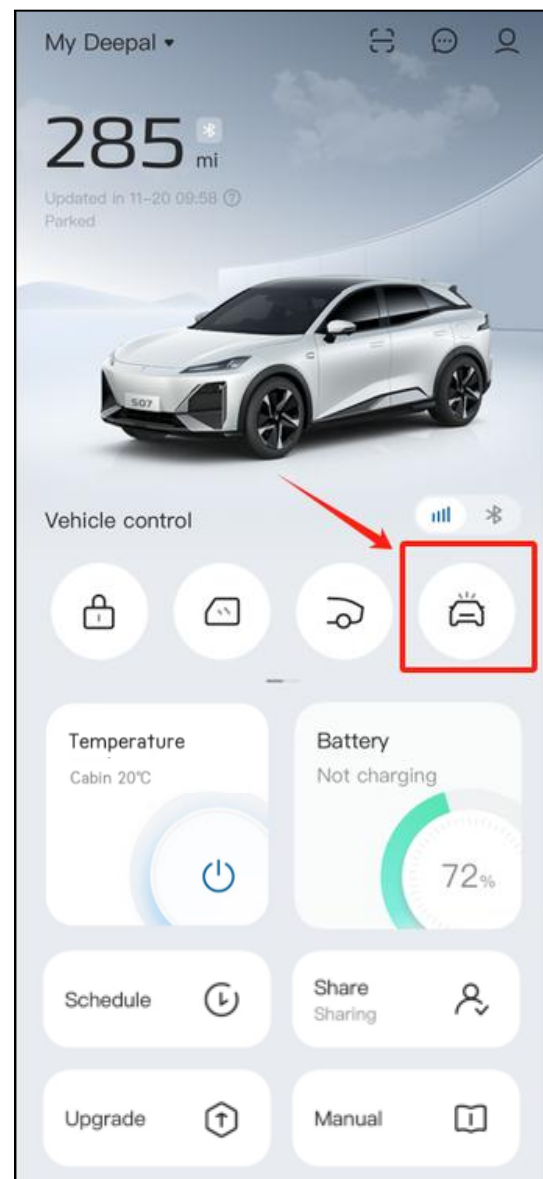 My Deepal
285 mi
Updated in 11-20 09:58
Parked
S07
Vehicle control
Temperature
Cabin 20℃
Battery
Not charging
72%
Schedule
Share
Sharing
Upgrade
Manual